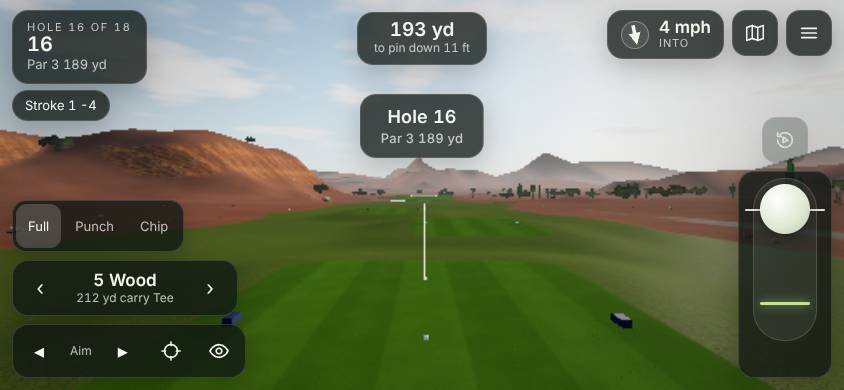 HOLE 16 OF 18
16
Par 3 189 yd
Stroke 1 -4
193 yd
to pin down 11 ft
4 mph
INTO
Hole 16
Par 3 189 yd
Full
Punch
Chip
5 Wood
212 yd carry Tee
Aim